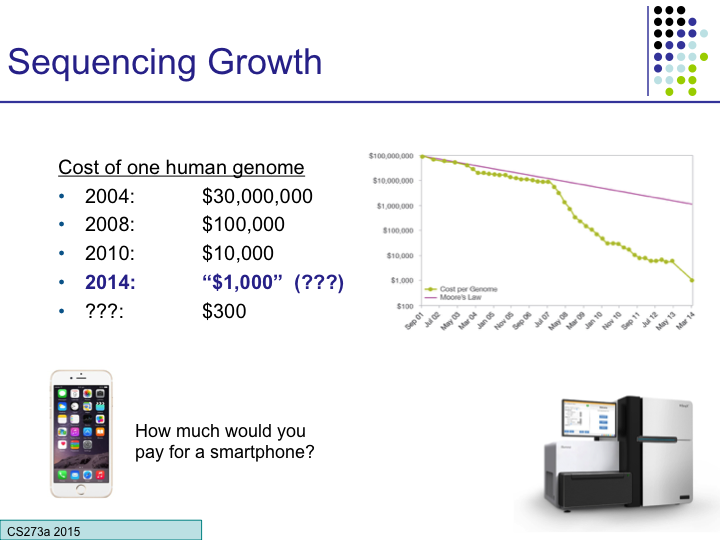 Sequencing Growth
Cost of one human genome
• 2004: $30,000,000
• 2008: $100,000
• 2010: $10,000
• 2014: “$1,000” (???)
• ???: $300
$100,000,000
$10,000,000
$1,000,000
$100,000
$10,000
$1,000
$100
Cost per Genome
Moore's Law
Sep 01
Jul 02
May 03
Mar 04
Jan 05
Nov 05
Sep 06
Jul 07
May 08
Mar 09
Jan 10
Nov 10
Sep 11
Jul 12
May 13
Mar 14
How much would you
pay for a smartphone?
CS273a 2015